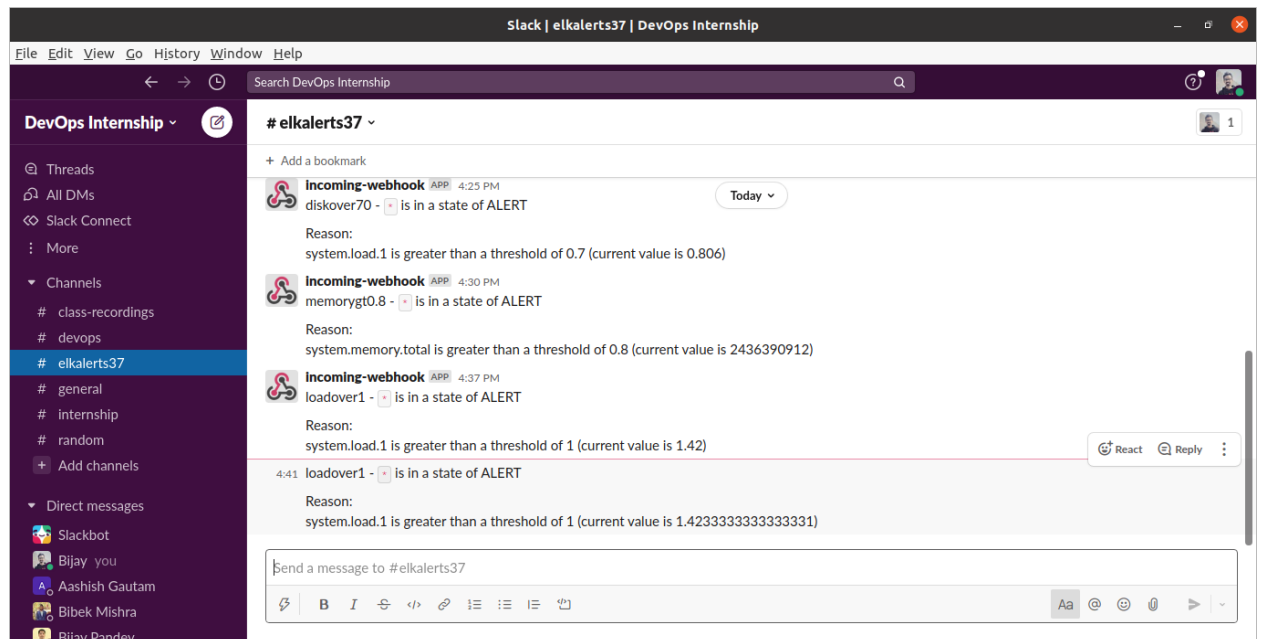 Slack | elkalerts37 | DevOps Internship
File Edit View Go History Window Help
Search DevOps Internship
DevOps Internship
Threads
All DMs
Slack Connect
More
Channels
# class-recordings
# devops
# elkalerts37
# general
# internship
# random
+ Add channels
Direct messages
Slackbot
Bijay you
A Aashish Gautam
Bibek Mishra
Bijay Pandey
# elkalerts37
1
+ Add a bookmark
Today
incoming-webhook APP 4:25 PM
diskover70 - * is in a state of ALERT
Reason:
system.load.1 is greater than a threshold of 0.7 (current value is 0.806)
incoming-webhook APP 4:30 PM
memorygt0.8 - * is in a state of ALERT
Reason:
system.memory.total is greater than a threshold of 0.8 (current value is 2436390912)
incoming-webhook APP 4:37 PM
loadover1 - * is in a state of ALERT
Reason:
system.load.1 is greater than a threshold of 1 (current value is 1.42)
React Reply
4:41 loadover1 - * is in a state of ALERT
Reason:
system.load.1 is greater than a threshold of 1 (current value is 1.4233333333333331)
Send a message to #elkalerts37
B I S </> Aa @